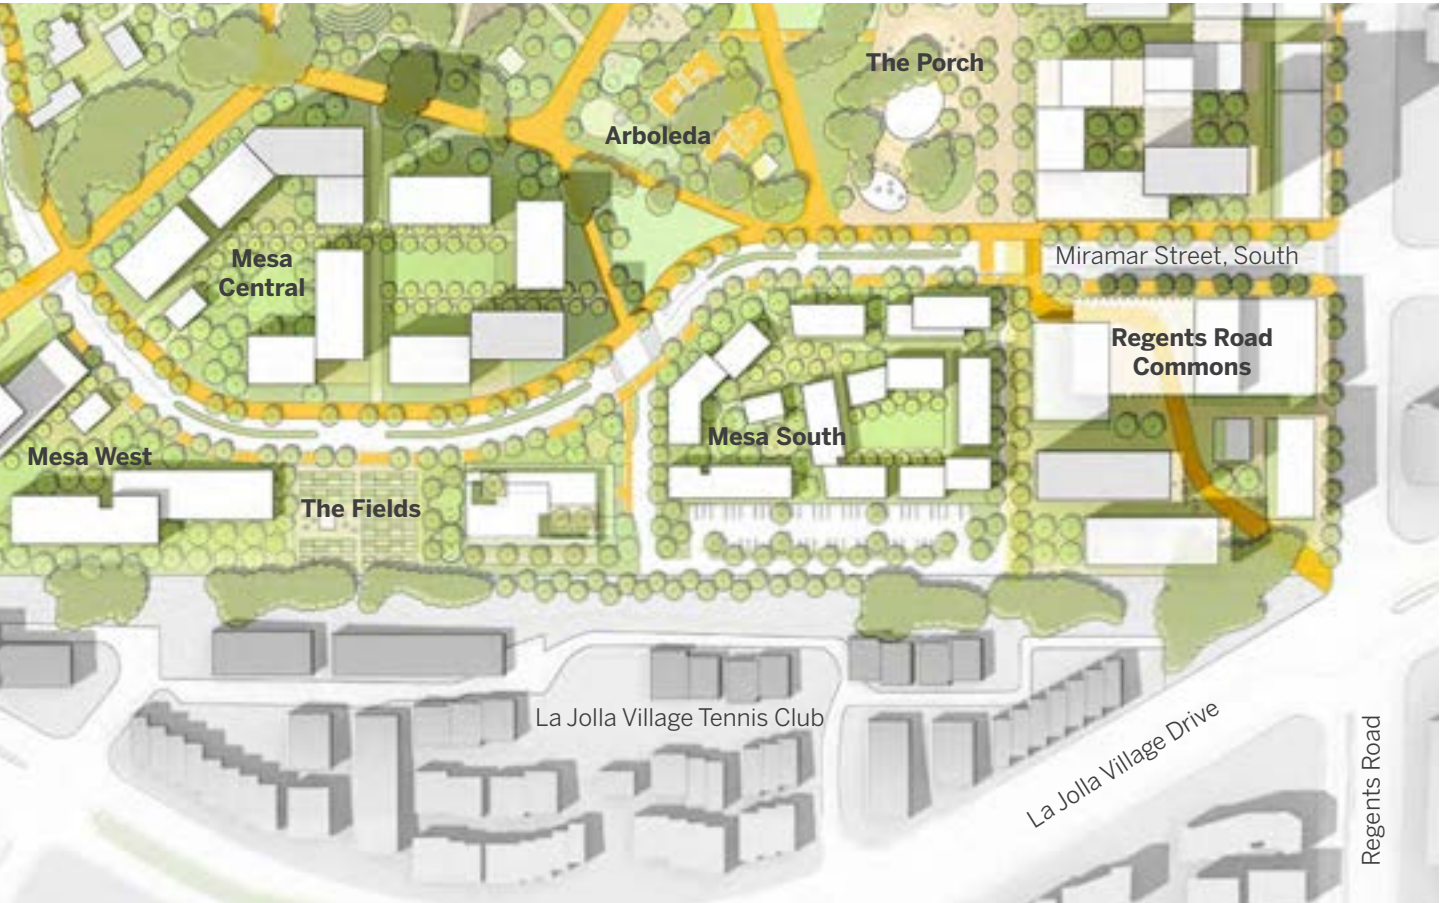 The Porch
Arboleda
Mesa
Central
Miramar Street, South
Regents Road
Commons
Mesa South
Mesa West
The Fields
La Jolla Village Tennis Club
La Jolla Village Drive
Regents Road